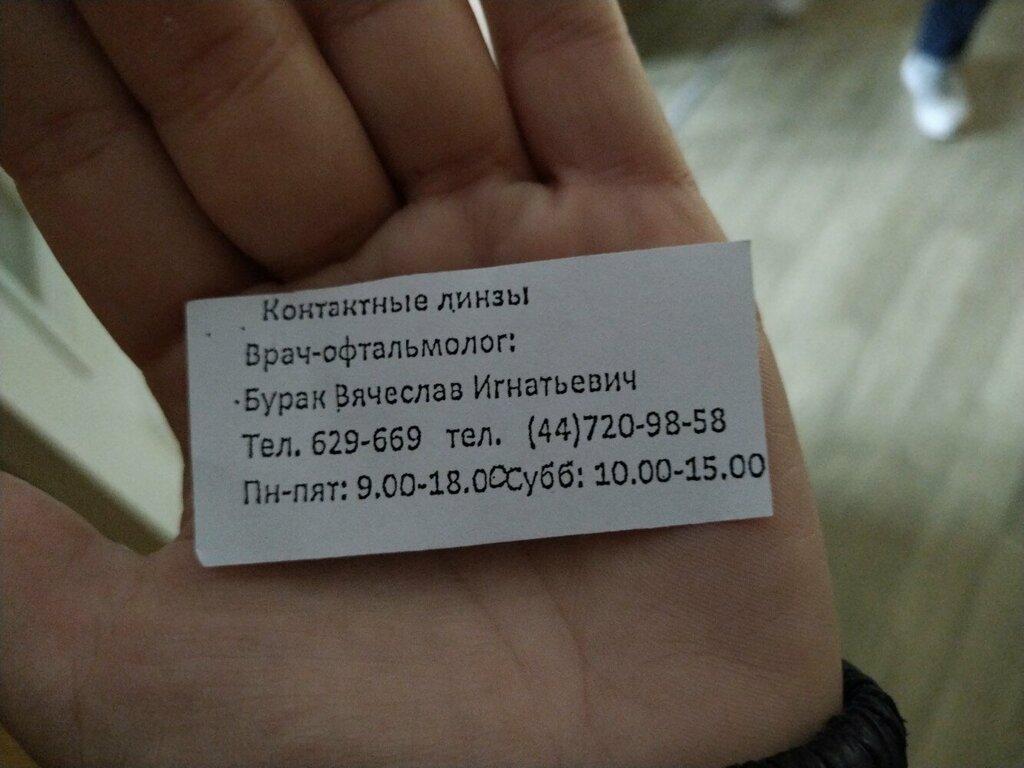 Контактные линзы
Врач-офтальмолог:
Бурак Вячеслав Игнатьевич
Тел. 629-669 тел. (44)720-98-58
Пн-пят: 9.00-18.00 Субб: 10.00-15.00